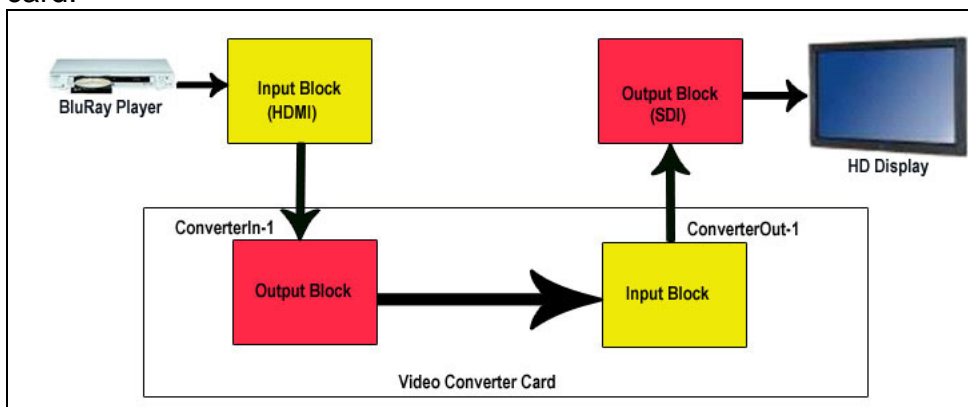 card.
BluRay Player
Input Block
(HDMI)
Output Block
(SDI)
HD Display
ConverterIn-1
ConverterOut-1
Output Block
Input Block
Video Converter Card